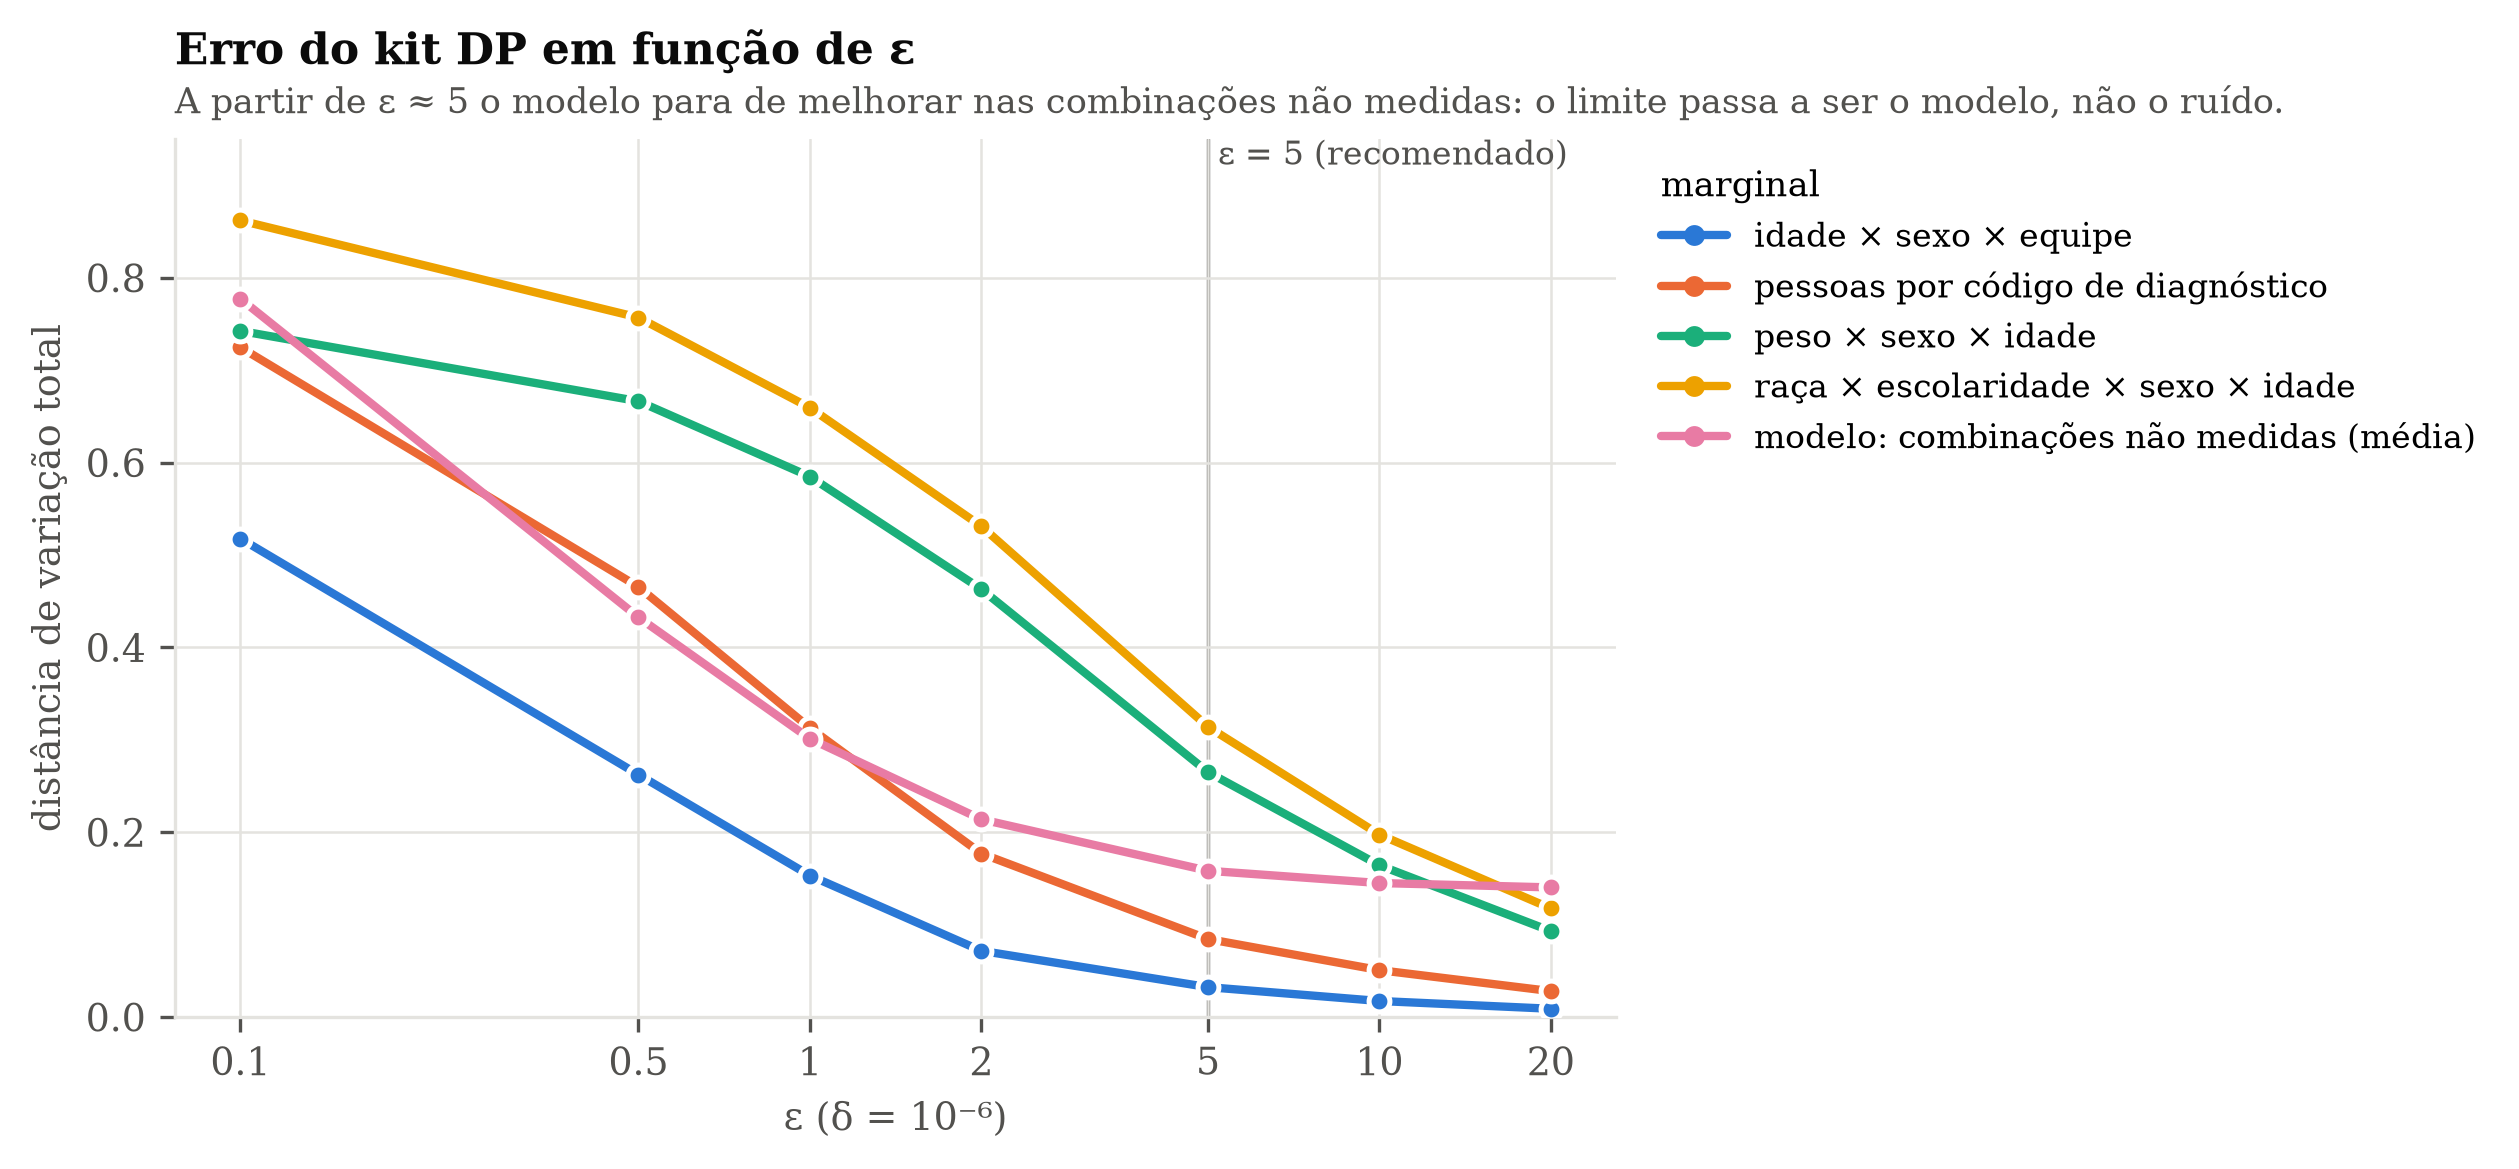 Erro do kit DP em função de ε
A partir de ε ≈ 5 o modelo para de melhorar nas combinações não medidas: o limite passa a ser o modelo, não o ruído.
ε = 5 (recomendado)
marginal
idade × sexo × equipe
pessoas por código de diagnóstico
peso × sexo × idade
raça × escolaridade × sexo × idade
modelo: combinações não medidas (média)
distância de variação total
0.8
0.6
0.4
0.2
0.0
0.1 0.5 1 2 5 10 20
ε (δ = 10⁻⁶)